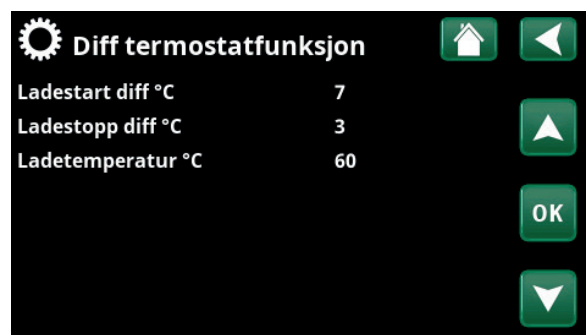 Diff termostatfunksjon
Ladestart diff °C 7
Ladestopp diff °C 3
Ladetemperatur °C 60
OK